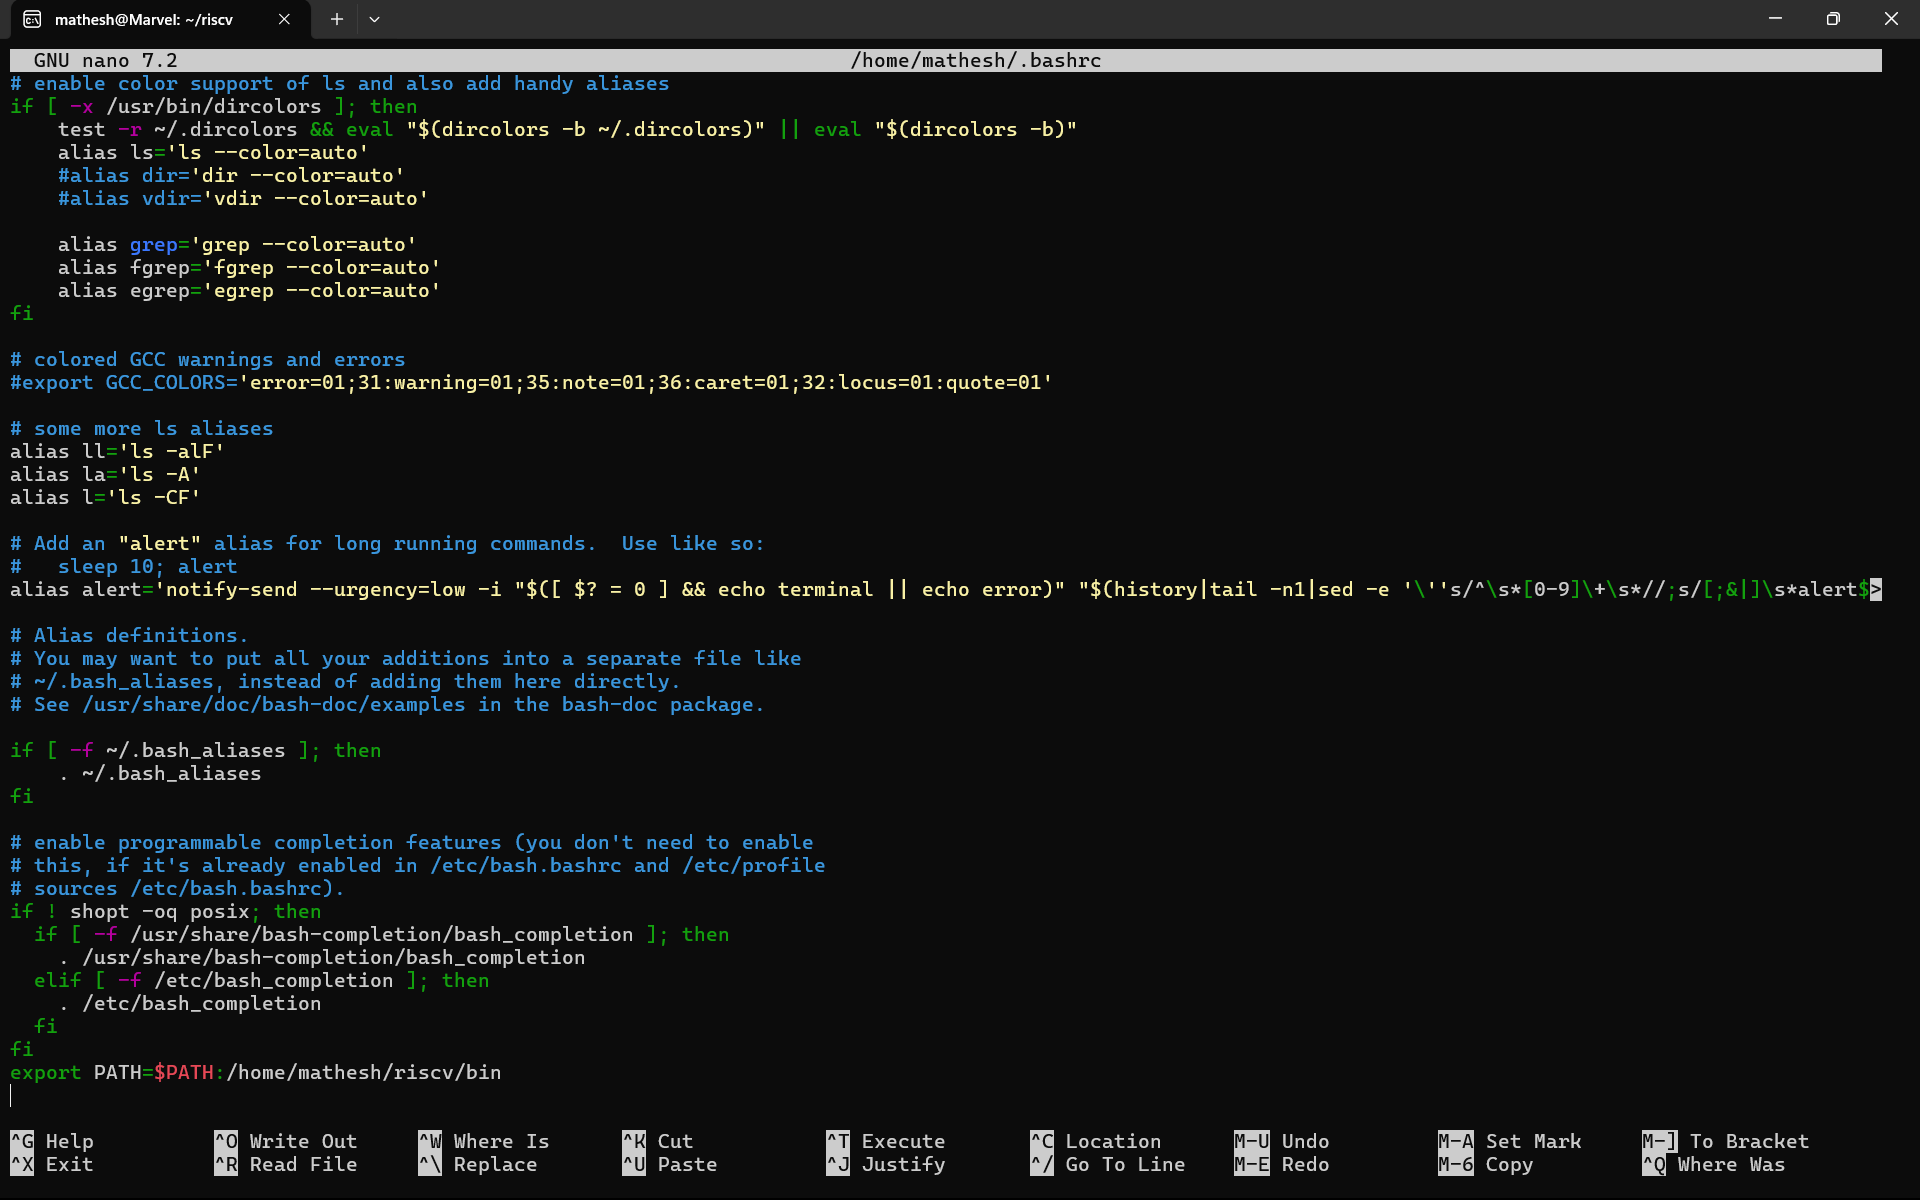 mathesh@Marvel: ~/riscv
GNU nano 7.2 /home/mathesh/.bashrc
# enable color support of ls and also add handy aliases
if [ -x /usr/bin/dircolors ]; then
    test -r ~/.dircolors && eval "$(dircolors -b ~/.dircolors)" || eval "$(dircolors -b)"
    alias ls='ls --color=auto'
    #alias dir='dir --color=auto'
    #alias vdir='vdir --color=auto'

    alias grep='grep --color=auto'
    alias fgrep='fgrep --color=auto'
    alias egrep='egrep --color=auto'
fi

# colored GCC warnings and errors
#export GCC_COLORS='error=01;31:warning=01;35:note=01;36:caret=01;32:locus=01:quote=01'

# some more ls aliases
alias ll='ls -alF'
alias la='ls -A'
alias l='ls -CF'

# Add an "alert" alias for long running commands.  Use like so:
#   sleep 10; alert
alias alert='notify-send --urgency=low -i "$([ $? = 0 ] && echo terminal || echo error)" "$(history|tail -n1|sed -e '\''s/^\s*[0-9]\+\s*//;s/[;&|]\s*alert$>

# Alias definitions.
# You may want to put all your additions into a separate file like
# ~/.bash_aliases, instead of adding them here directly.
# See /usr/share/doc/bash-doc/examples in the bash-doc package.

if [ -f ~/.bash_aliases ]; then
    . ~/.bash_aliases
fi

# enable programmable completion features (you don't need to enable
# this, if it's already enabled in /etc/bash.bashrc and /etc/profile
# sources /etc/bash.bashrc).
if ! shopt -oq posix; then
  if [ -f /usr/share/bash-completion/bash_completion ]; then
    . /usr/share/bash-completion/bash_completion
  elif [ -f /etc/bash_completion ]; then
    . /etc/bash_completion
  fi
fi
export PATH=$PATH:/home/mathesh/riscv/bin

^G Help ^O Write Out ^W Where Is ^K Cut ^T Execute ^C Location M-U Undo M-A Set Mark M-] To Bracket
^X Exit ^R Read File ^\ Replace ^U Paste ^J Justify ^/ Go To Line M-E Redo M-6 Copy ^Q Where Was